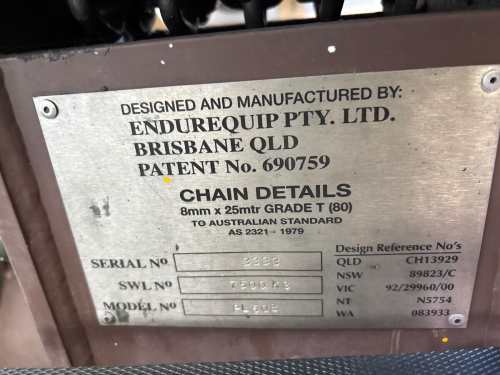 DESIGNED AND MANUFACTURED BY:
ENDUREQUIP PTY. LTD.
BRISBANE QLD
PATENT No. 690759
CHAIN DETAILS
8mm x 25mtr GRADE T (80)
TO AUSTRALIAN STANDARD
AS 2321 - 1979
Design Reference No's
SERIAL No 3333
QLD CH13929
NSW 89823/C
SWL No
VIC 92/29960/00
MODEL No
NT N5754
WA 083933